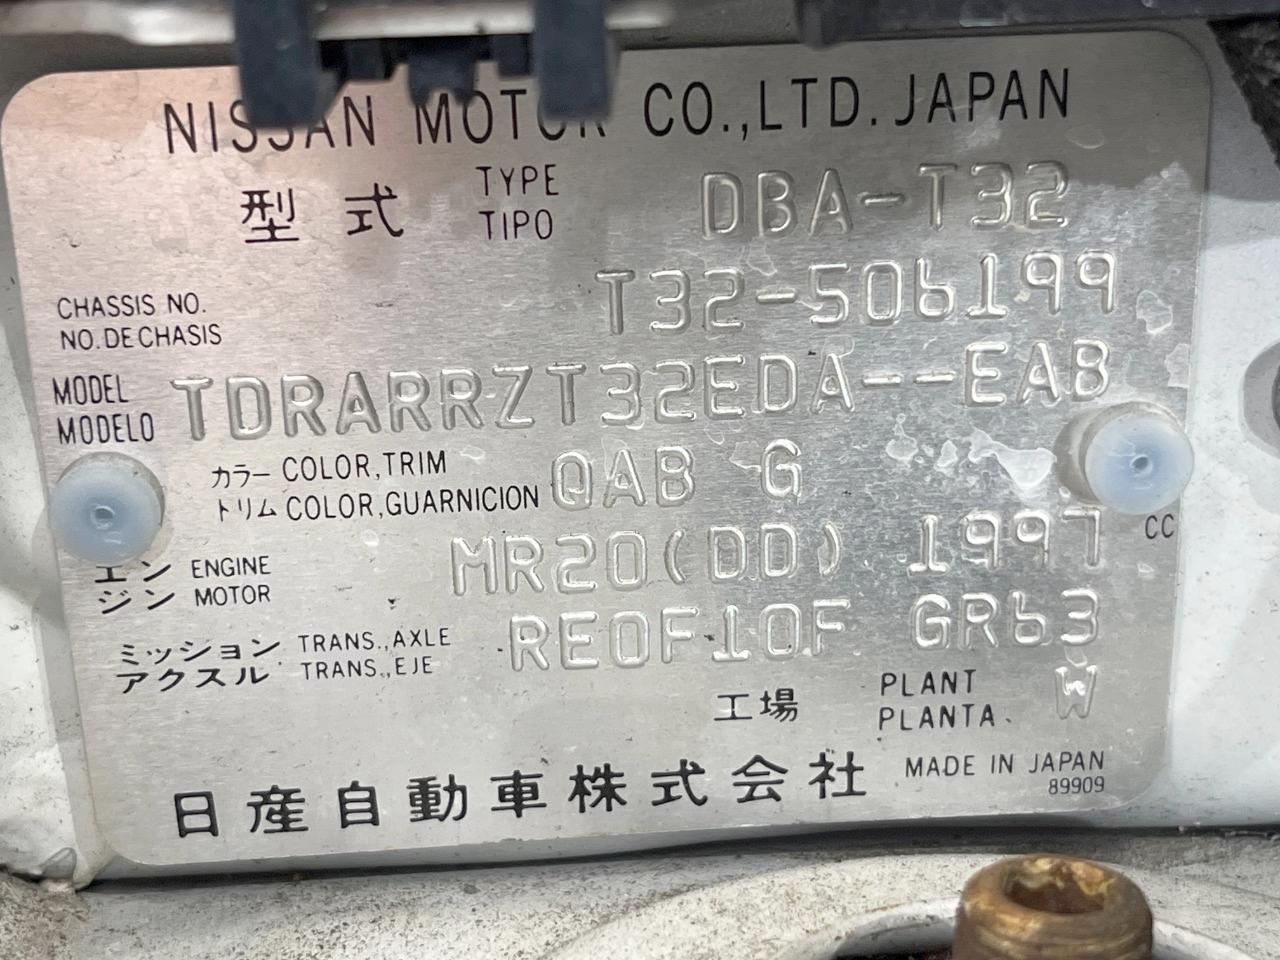 NISSAN MOTOR CO.,LTD. JAPAN
型式 TYPE TIPO DBA-T32
CHASSIS NO. NO.DE CHASIS T32-506199
MODEL MODELO TDRARRZT32EDA--EAB
カラー COLOR,TRIM
トリム COLOR,GUARNICION QAB G
エンジン ENGINE MOTOR MR20(DD) 1997 CC
ミッション TRANS.,AXLE
アクスル TRANS.,EJE RE0F10F GR63
工場 PLANT PLANTA. W
日産自動車株式会社 MADE IN JAPAN
89909